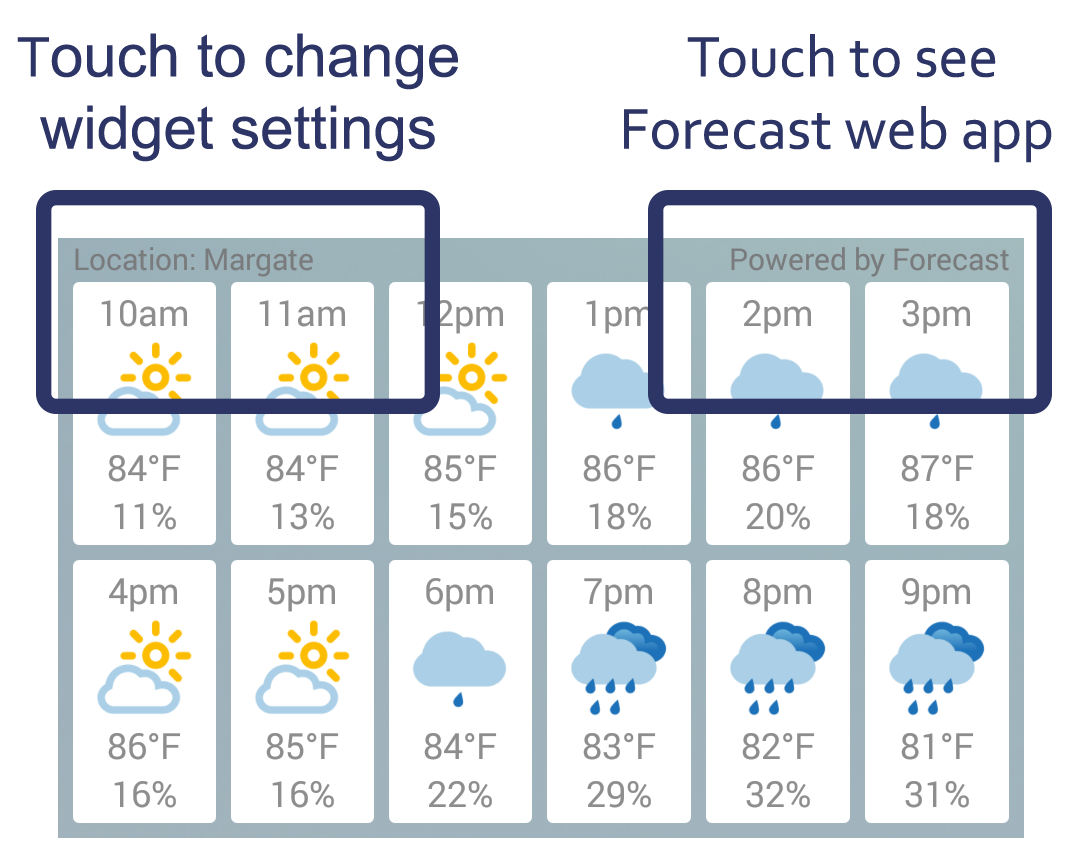 Touch to change
widget settings
Touch to see
Forecast web app
Location: Margate
Powered by Forecast
10am 11am 12pm 1pm 2pm 3pm
84°F 84°F 85°F 86°F 86°F 87°F
11% 13% 15% 18% 20% 18%
4pm 5pm 6pm 7pm 8pm 9pm
86°F 85°F 84°F 83°F 82°F 81°F
16% 16% 22% 29% 32% 31%